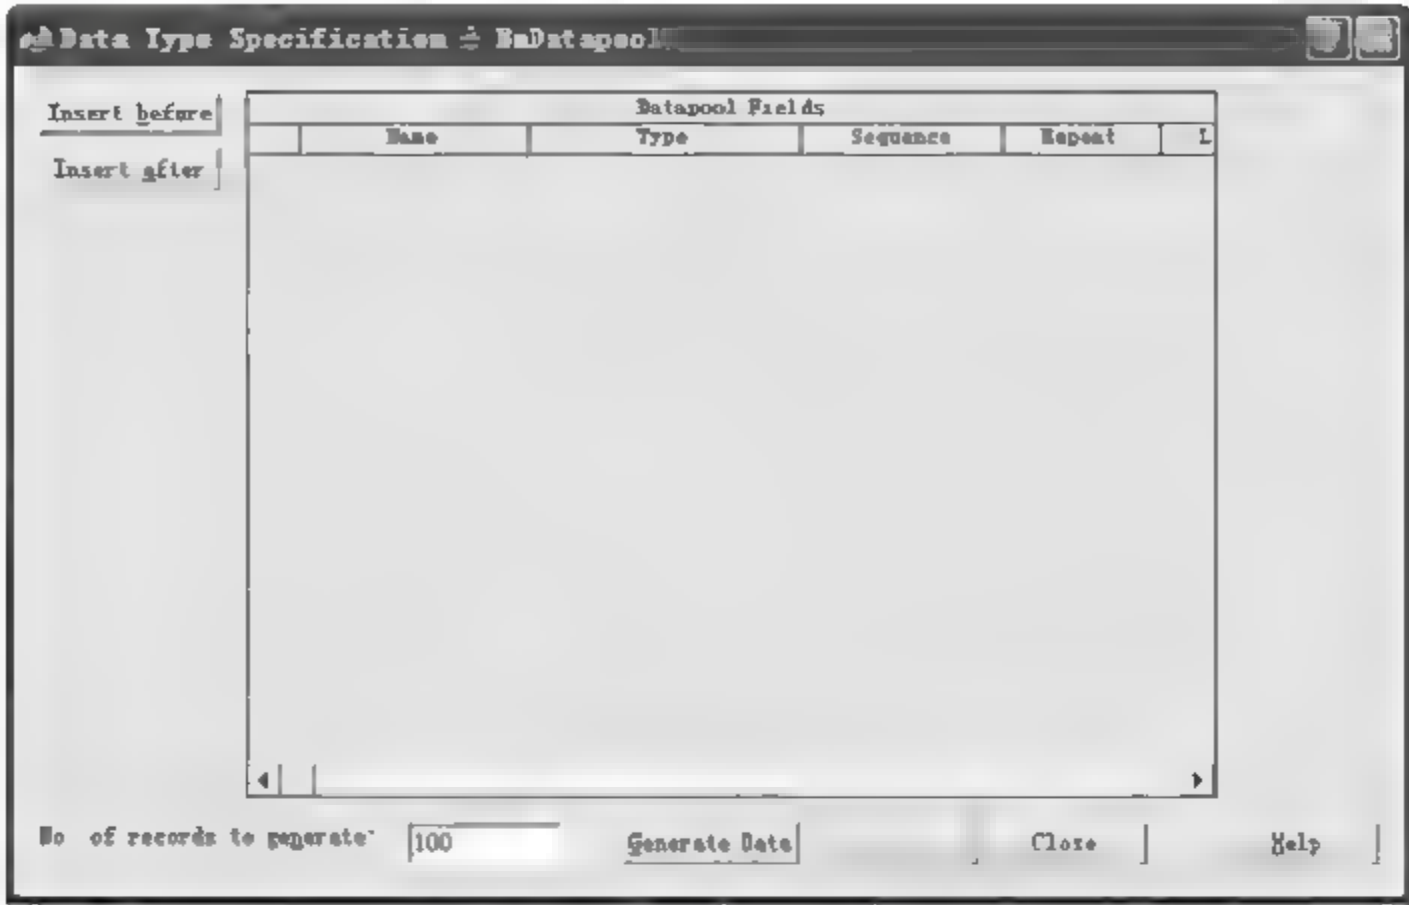 Data Type Specification - EmDatapool
Insert before
Insert after
Datapool Fields
Name Type Sequence Repeat L
No. of records to generate:
100
Generate Data
Close
Help